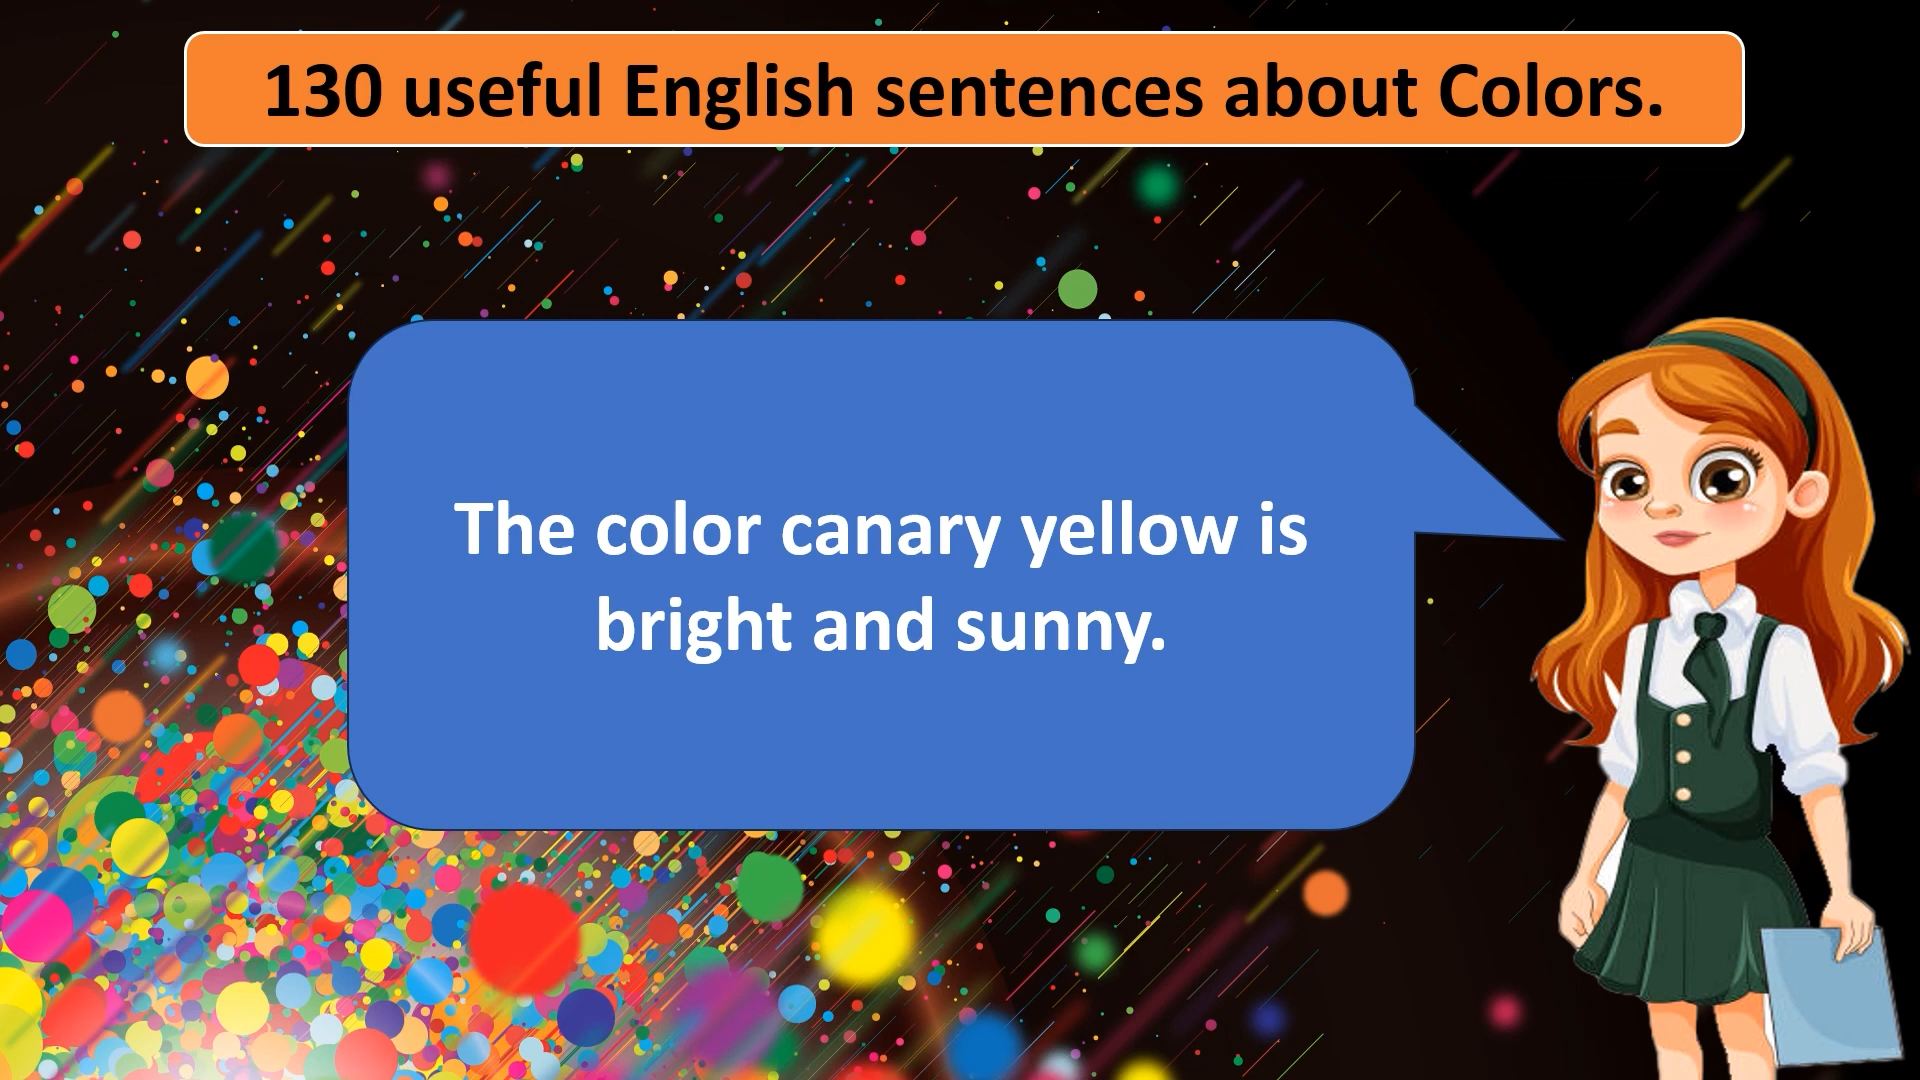 130 useful English sentences about Colors.
The color canary yellow is
bright and sunny.